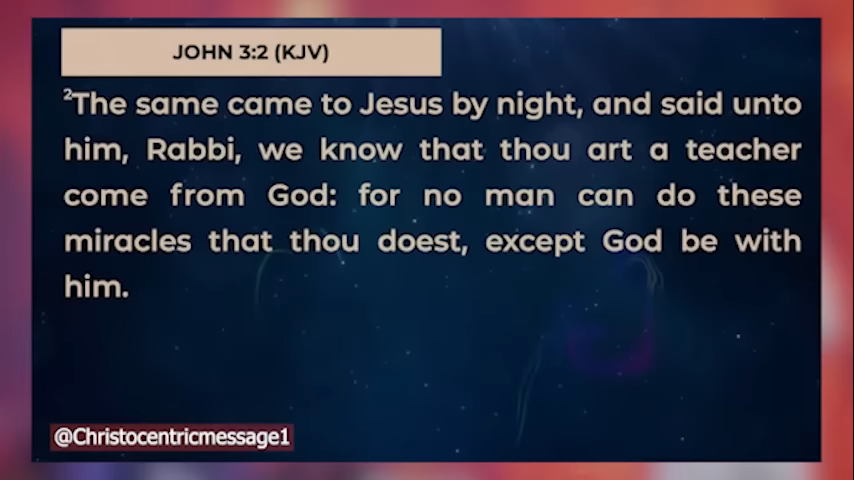 JOHN 3:2 (KJV)
2The same came to Jesus by night, and said unto
him, Rabbi, we know that thou art a teacher
come from God: for no man can do these
miracles that thou doest, except God be with
him.
@Christocentricmessage1